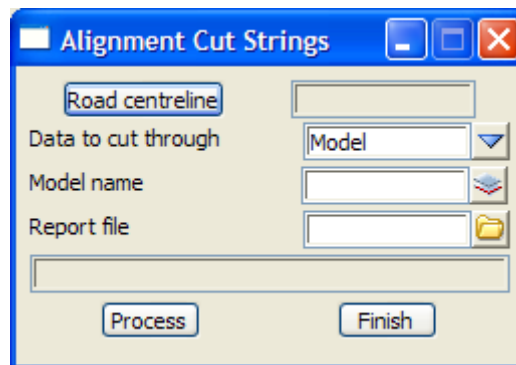 Alignment Cut Strings
Road centreline
Data to cut through Model
Model name
Report file
Process Finish